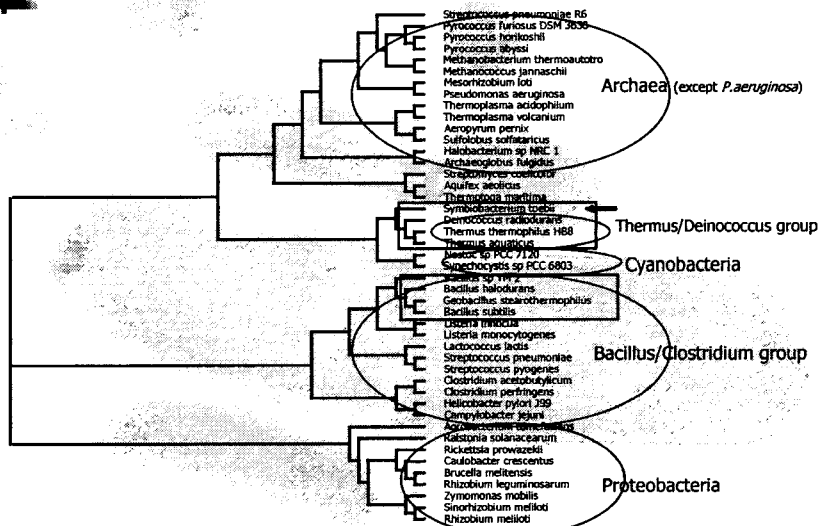 Streptococcus pneumoniae R6
Pyrococcus furiosus DSM 3638
Pyrococcus horikoshii
Pyrococcus abyssi
Methanobacterium thermoautotro
Methanococcus jannaschii
Mesorhizobium loti
Pseudomonas aeruginosa
Archaea (except P.aeruginosa)
Thermoplasma acidophilum
Thermoplasma volcanium
Aeropyrum pernix
Sulfolobus solfataricus
Halobacterium sp NRC 1
Archaeoglobus fulgidus
Streptomyces coelicolor
Aquifex aeolicus
Thermotoga maritima
Symbiobacterium toebii
Deinococcus radiodurans
Thermus thermophilus HB8
Thermus aquaticus
Thermus/Deinococcus group
Nostoc sp PCC 7120
Synechocystis sp PCC 6803
Cyanobacteria
Bacillus sp TM 2
Bacillus halodurans
Geobacillus stearothermophilus
Bacillus subtilis
Listeria innocua
Listeria monocytogenes
Lactococcus lactis
Streptococcus pneumoniae
Streptococcus pyogenes
Bacillus/Clostridium group
Clostridium acetobutylicum
Clostridium perfringens
Helicobacter pylori J99
Campylobacter jejuni
Agrobacterium tumefaciens
Ralstonia solanacearum
Rickettsia prowazekii
Caulobacter crescentus
Brucella melitensis
Rhizobium leguminosarum
Proteobacteria
Zymomonas mobilis
Sinorhizobium meliloti
Rhizobium meliloti